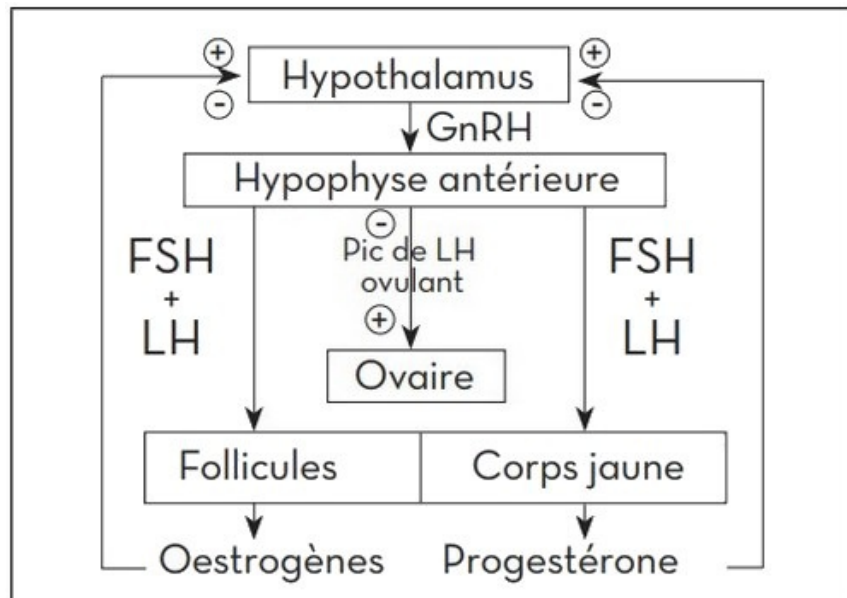 + +
Hypothalamus
- -
GnRH
Hypophyse antérieure
-
FSH
+
LH
Pic de LH
ovulant
+
FSH
+
LH
Ovaire
Follicules Corps jaune
Oestrogènes Progestérone